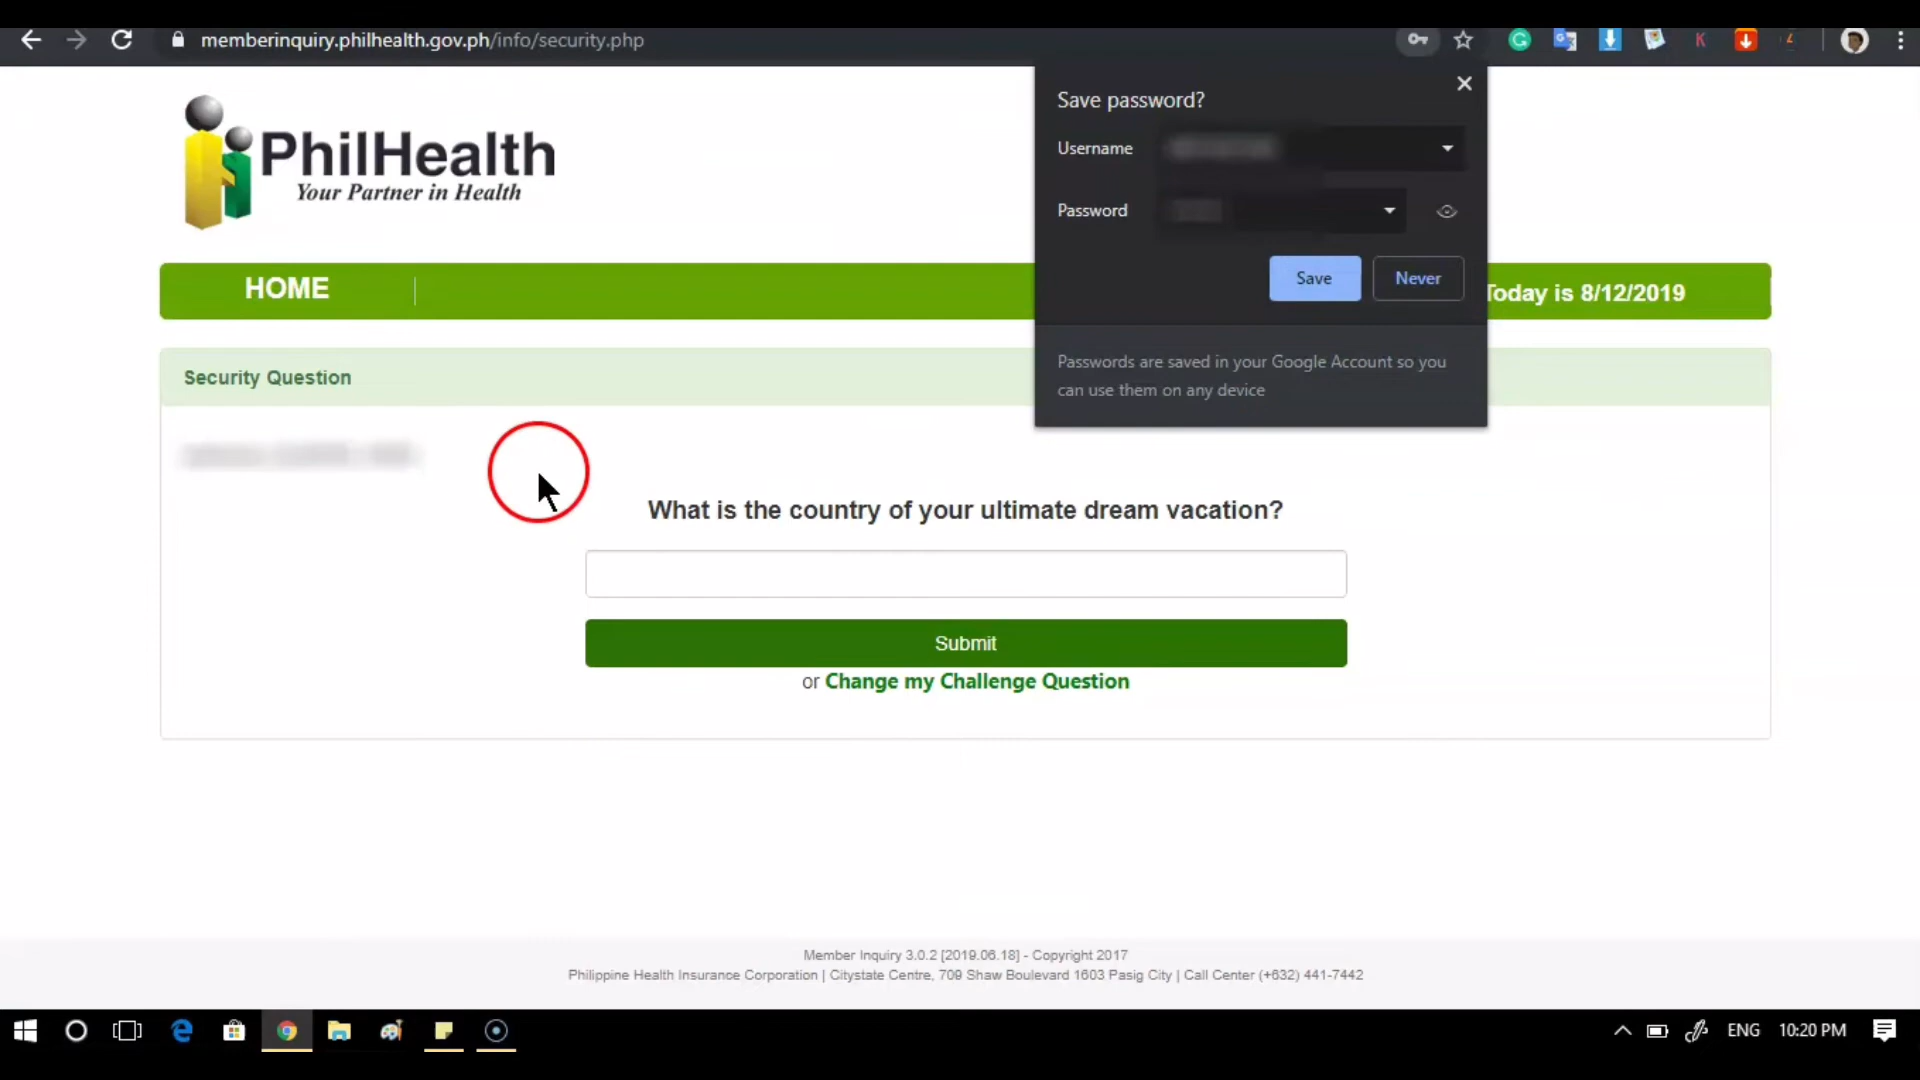 memberinquiry.philhealth.gov.ph/info/security.php
PhilHealth
Your Partner in Health
Save password?
Username
Password
Save
Never
Passwords are saved in your Google Account so you
can use them on any device
HOME
Today is 8/12/2019
Security Question
What is the country of your ultimate dream vacation?
Submit
or Change my Challenge Question
Member Inquiry 3.0.2 [2019.06.18] - Copyright 2017
Philippine Health Insurance Corporation | Citystate Centre, 709 Shaw Boulevard 1603 Pasig City | Call Center (+632) 441-7442
ENG
10:20 PM